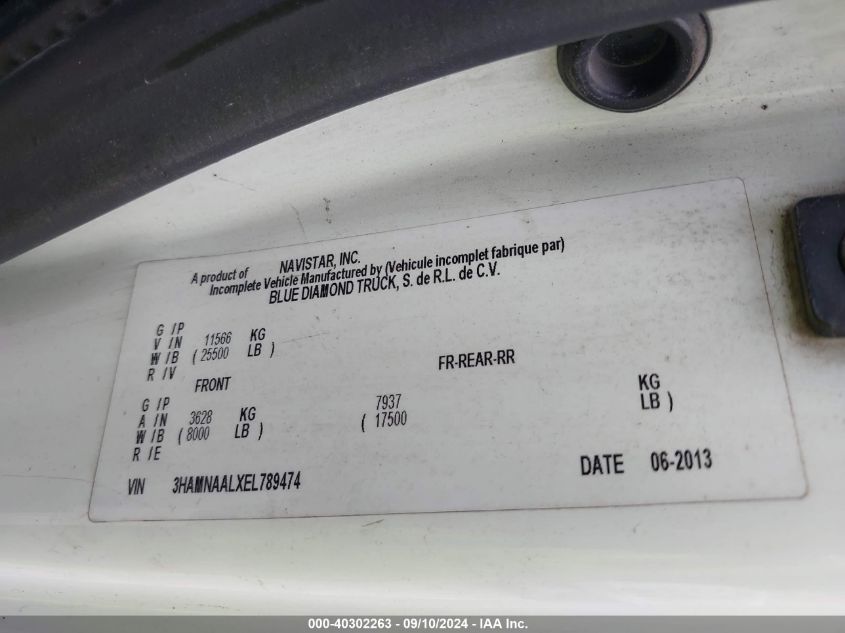 A product of NAVISTAR, INC.
Incomplete Vehicle Manufactured by (Vehicule incomplet fabrique par)
BLUE DIAMOND TRUCK, S. de R.L. de C.V.
G /P
V /N 11566 KG
W /B ( 25500 LB )
R /V
FRONT FR-REAR-RR
G /P
A /N 3628 KG 7937 KG
W /B ( 8000 LB ) ( 17500 LB )
R /E
VIN 3HAMNAALXEL789474 DATE 06-2013
000-40302263 - 09/10/2024 - IAA Inc.